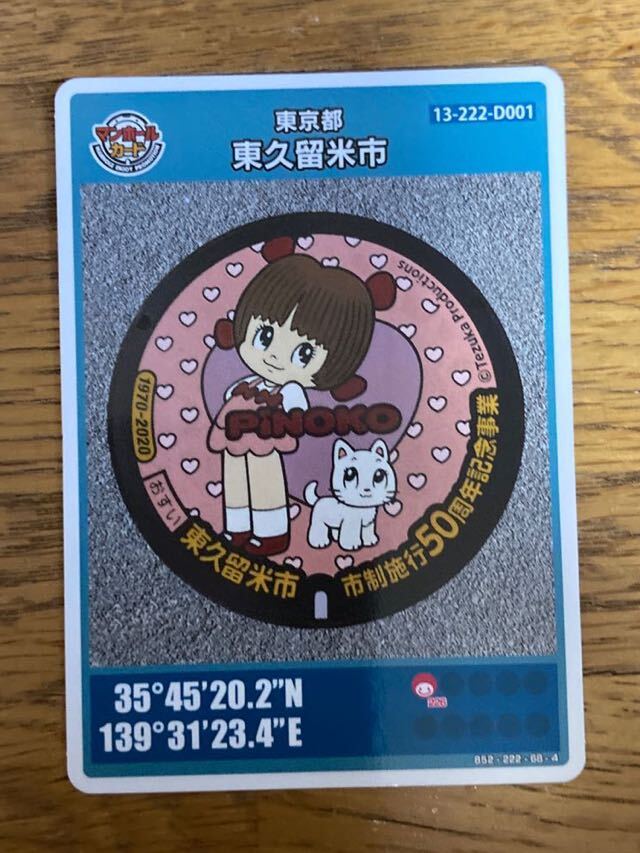 マンホール
カード
東京都
東久留米市
13-222-D001
©Tezuka Productions
PiNOKO
1970-2020
おすい
東久留米市
市制施行50周年記念事業
35°45'20.2"N
139°31'23.4"E